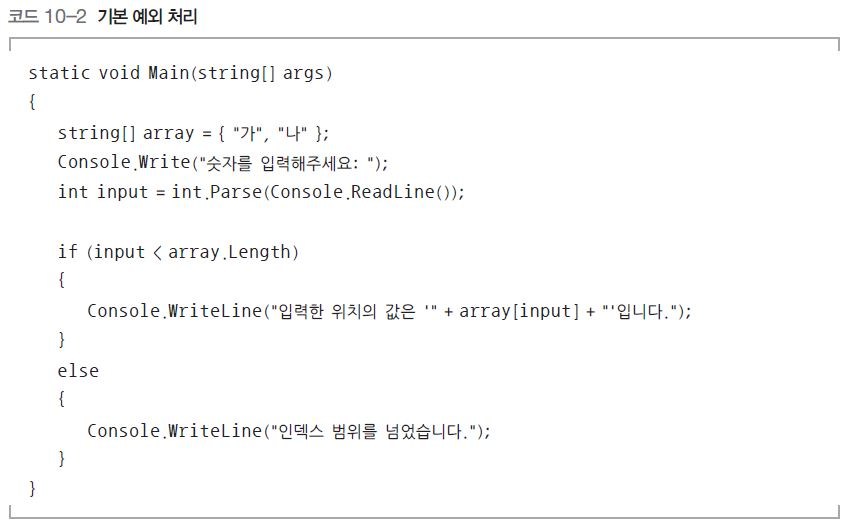 코드 10-2 기본 예외 처리
static void Main(string[] args)
{
string[] array = { "가", "나" };
Console.Write("숫자를 입력해주세요: ");
int input = int.Parse(Console.ReadLine());
if (input < array.Length)
{
Console.WriteLine("입력한 위치의 값은 '" + array[input] + "'입니다.");
}
else
{
Console.WriteLine("인덱스 범위를 넘었습니다.");
}
}